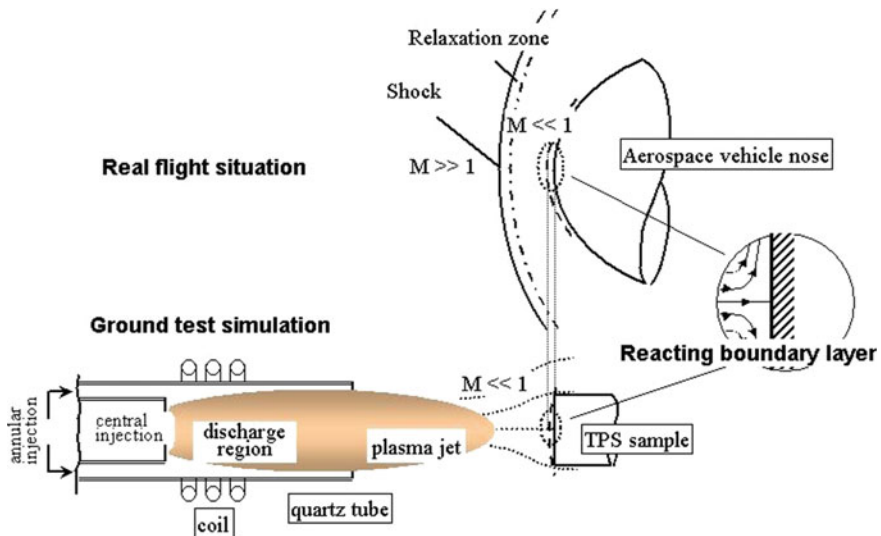 Relaxation zone
Shock
M << 1
M >> 1
Aerospace vehicle nose
Real flight situation
Ground test simulation
Reacting boundary layer
M << 1
annular
injection
central
injection
discharge
region
plasma jet
TPS sample
quartz tube
coil